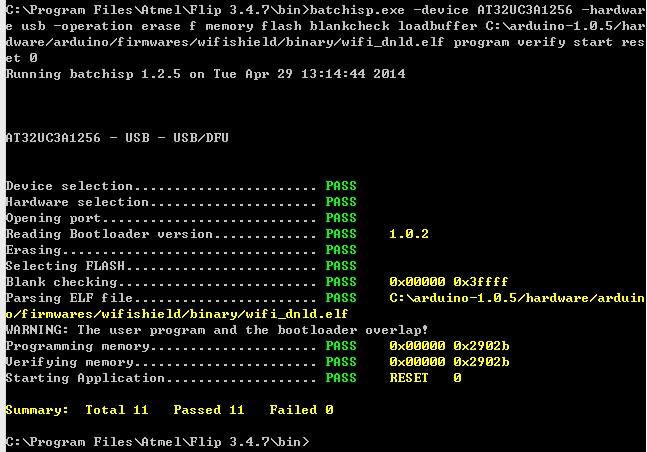 C:\Program Files\Atmel\Flip 3.4.7\bin>batchisp.exe -device AT32UC3A1256 -hardwar
e usb -operation erase f memory flash blankcheck loadbuffer C:\arduino-1.0.5/har
dware/arduino/firmwares/wifishield/binary/wifi_dnld.elf program verify start res
et 0
Running batchisp 1.2.5 on Tue Apr 29 13:14:44 2014
AT32UC3A1256 - USB - USB/DFU
Device selection....................... PASS
Hardware selection..................... PASS
Opening port........................... PASS
Reading Bootloader version............. PASS    1.0.2
Erasing................................ PASS
Selecting FLASH........................ PASS
Blank checking......................... PASS    0x00000 0x3ffff
Parsing ELF file....................... PASS    C:\arduino-1.0.5/hardware/arduin
o/firmwares/wifishield/binary/wifi_dnld.elf
WARNING: The user program and the bootloader overlap!
Programming memory..................... PASS    0x00000 0x2902b
Verifying memory....................... PASS    0x00000 0x2902b
Starting Application................... PASS    RESET   0
Summary:  Total 11   Passed 11   Failed 0
C:\Program Files\Atmel\Flip 3.4.7\bin>